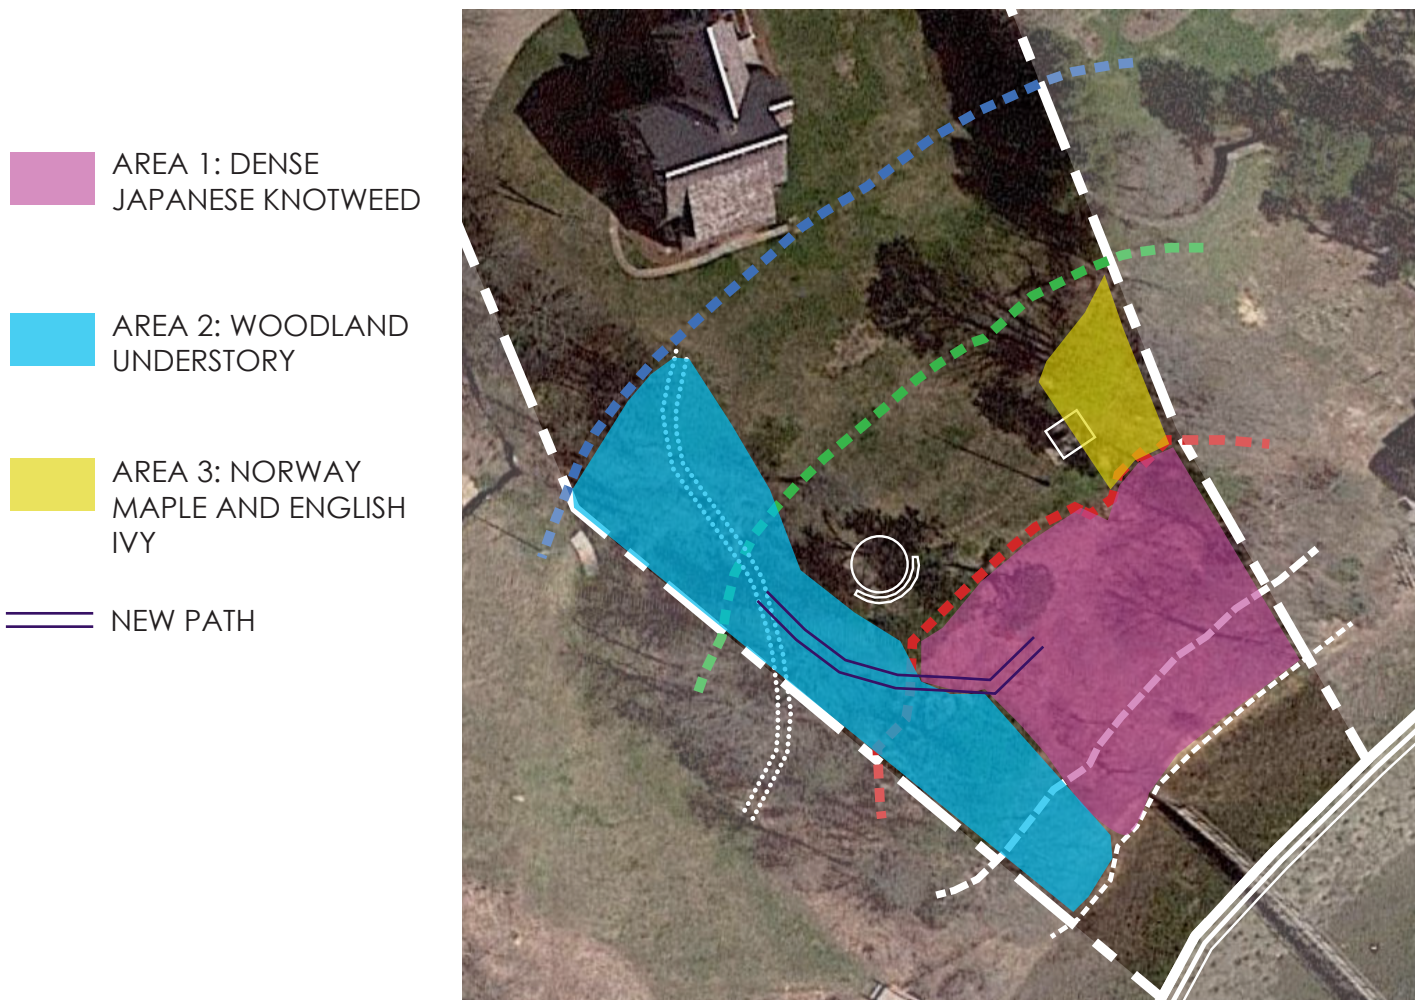 AREA 1: DENSE
JAPANESE KNOTWEED
AREA 2: WOODLAND
UNDERSTORY
AREA 3: NORWAY
MAPLE AND ENGLISH
IVY
NEW PATH